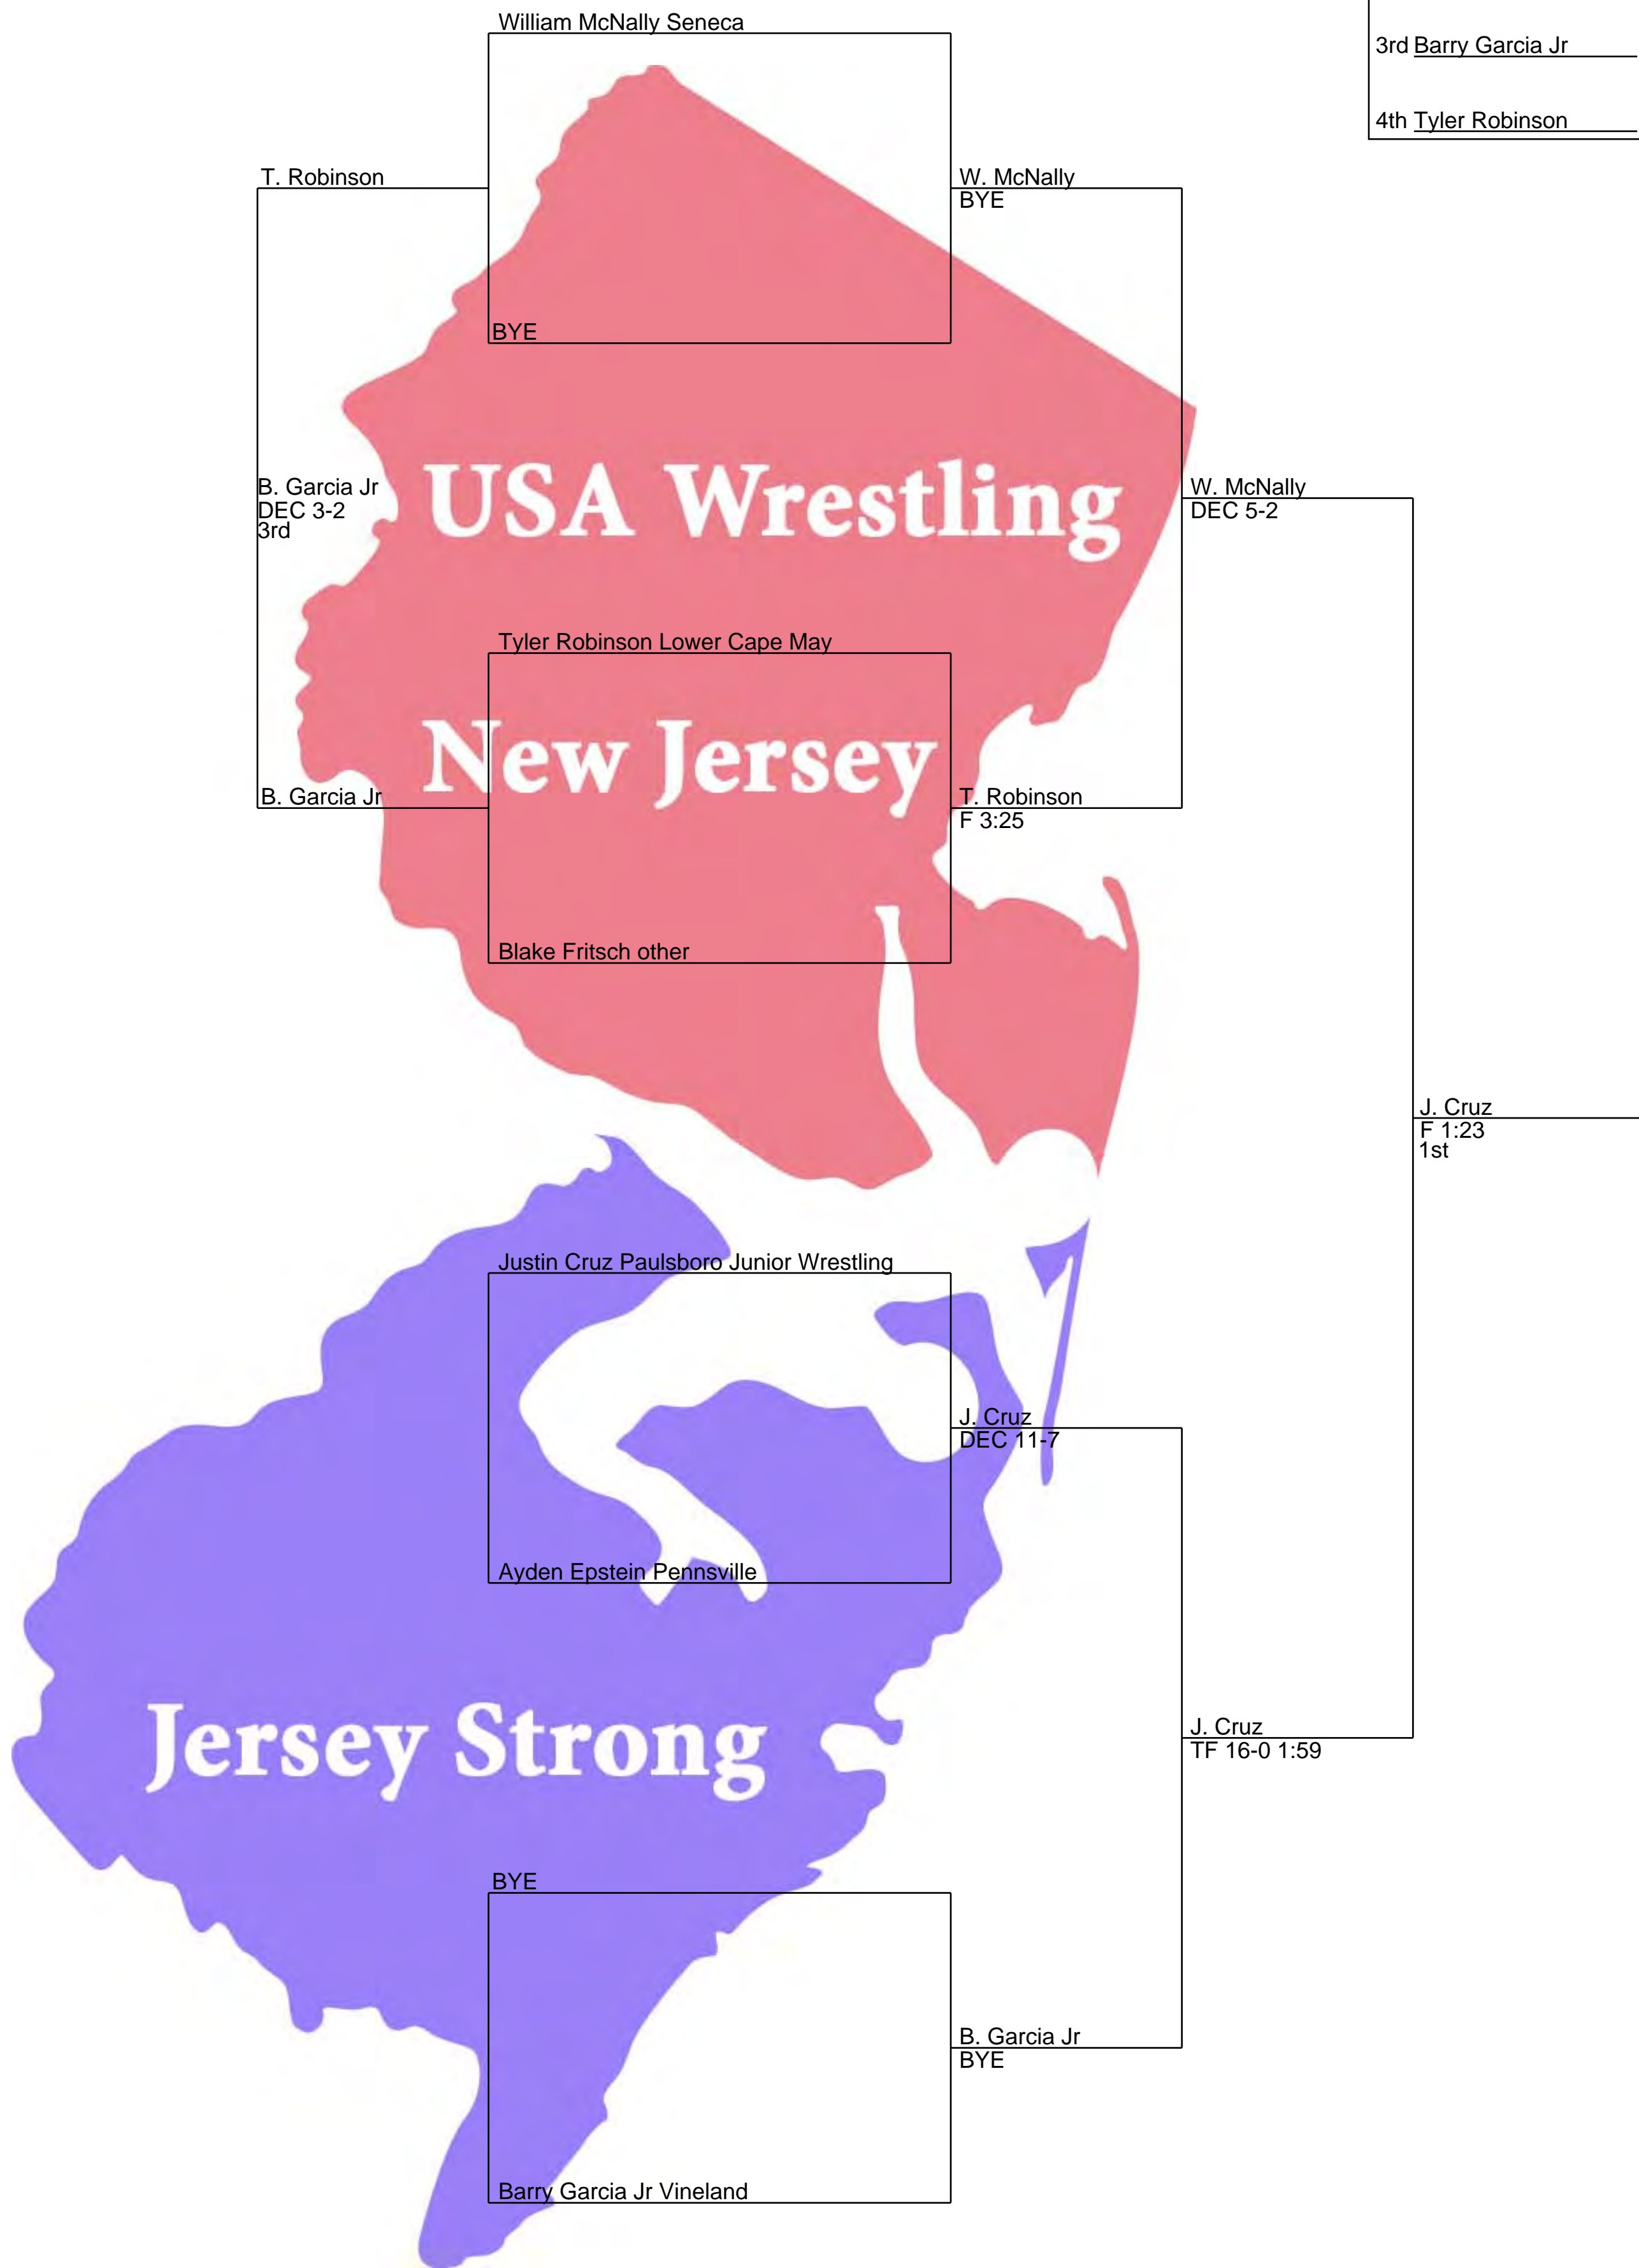 William McNally Seneca
3rd Barry Garcia Jr
4th Tyler Robinson
T. Robinson
W. McNally
BYE
BYE
USA Wrestling
B. Garcia Jr
DEC 3-2
3rd
W. McNally
DEC 5-2
Tyler Robinson Lower Cape May
New Jersey
B. Garcia Jr
T. Robinson
F 3:25
Blake Fritsch other
J. Cruz
F 1:23
1st
Justin Cruz Paulsboro Junior Wrestling
J. Cruz
DEC 11-7
Ayden Epstein Pennsville
Jersey Strong
J. Cruz
TF 16-0 1:59
BYE
B. Garcia Jr
BYE
Barry Garcia Jr Vineland